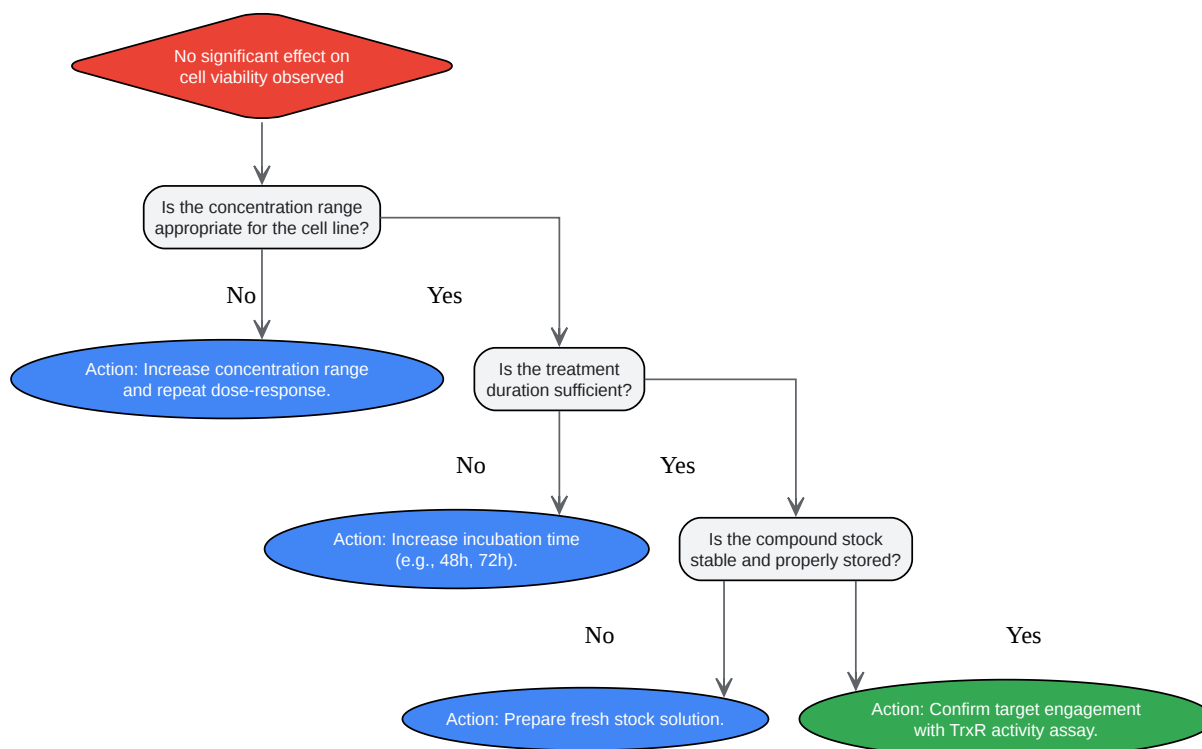 No significant effect on
cell viability observed
Is the concentration range
appropriate for the cell line?
No
Yes
Action: Increase concentration range
and repeat dose-response.
Is the treatment
duration sufficient?
No
Yes
Action: Increase incubation time
(e.g., 48h, 72h).
Is the compound stock
stable and properly stored?
No
Yes
Action: Prepare fresh stock solution.
Action: Confirm target engagement
with TrxR activity assay.